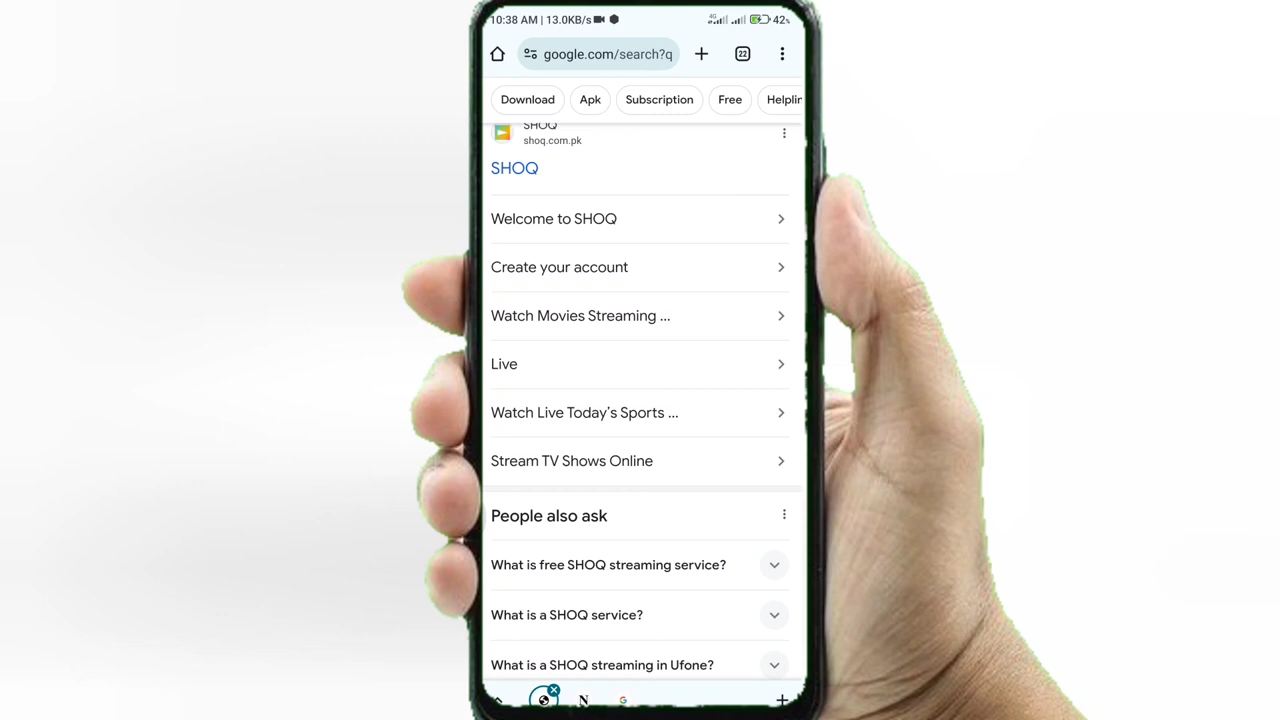 10:38 AM | 13.0KB/s 4G 42%
google.com/search?q 22
Download Apk Subscription Free Helplin
SHOQ
shoq.com.pk
SHOQ
Welcome to SHOQ
Create your account
Watch Movies Streaming ...
Live
Watch Live Today's Sports ...
Stream TV Shows Online
People also ask
What is free SHOQ streaming service?
What is a SHOQ service?
What is a SHOQ streaming in Ufone?
N G